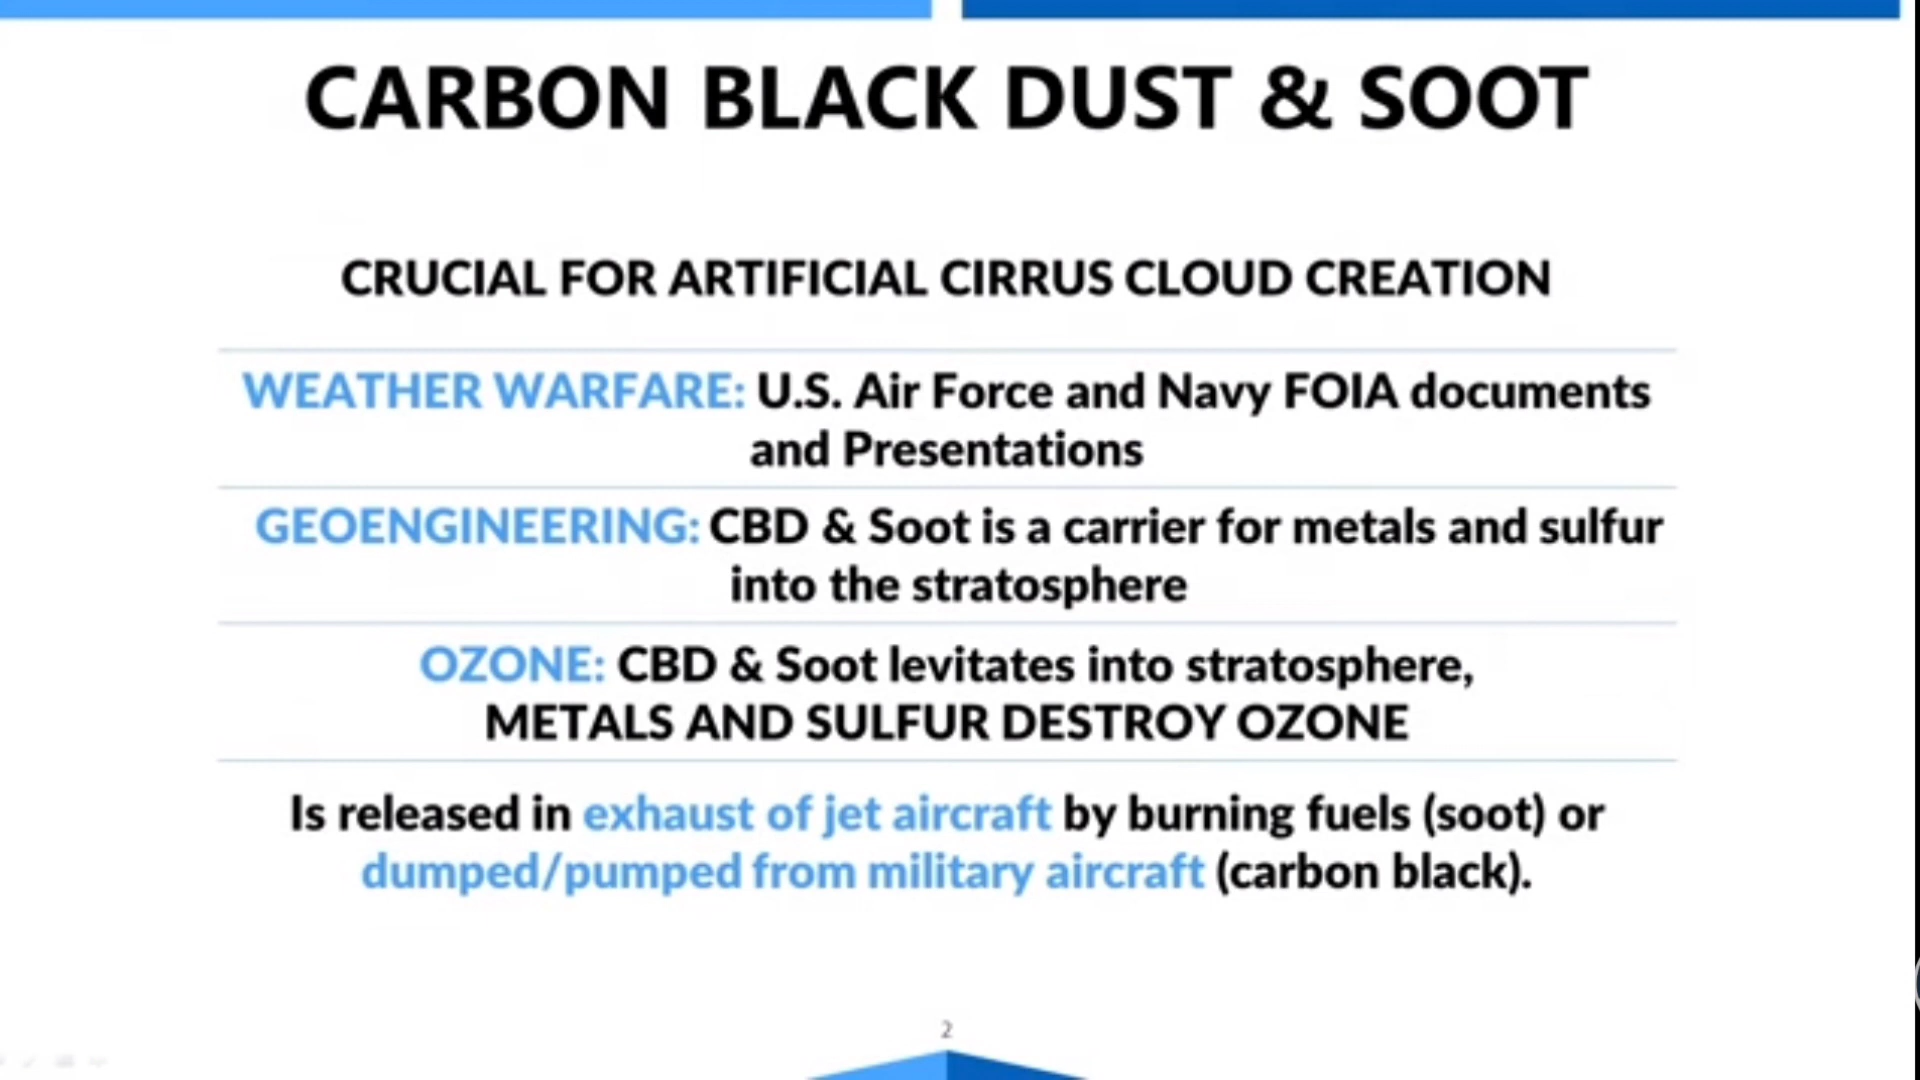 CARBON BLACK DUST & SOOT
CRUCIAL FOR ARTIFICIAL CIRRUS CLOUD CREATION
WEATHER WARFARE: U.S. Air Force and Navy FOIA documents
and Presentations
GEOENGINEERING: CBD & Soot is a carrier for metals and sulfur
into the stratosphere
OZONE: CBD & Soot levitates into stratosphere,
METALS AND SULFUR DESTROY OZONE
Is released in exhaust of jet aircraft by burning fuels (soot) or
dumped/pumped from military aircraft (carbon black).
2